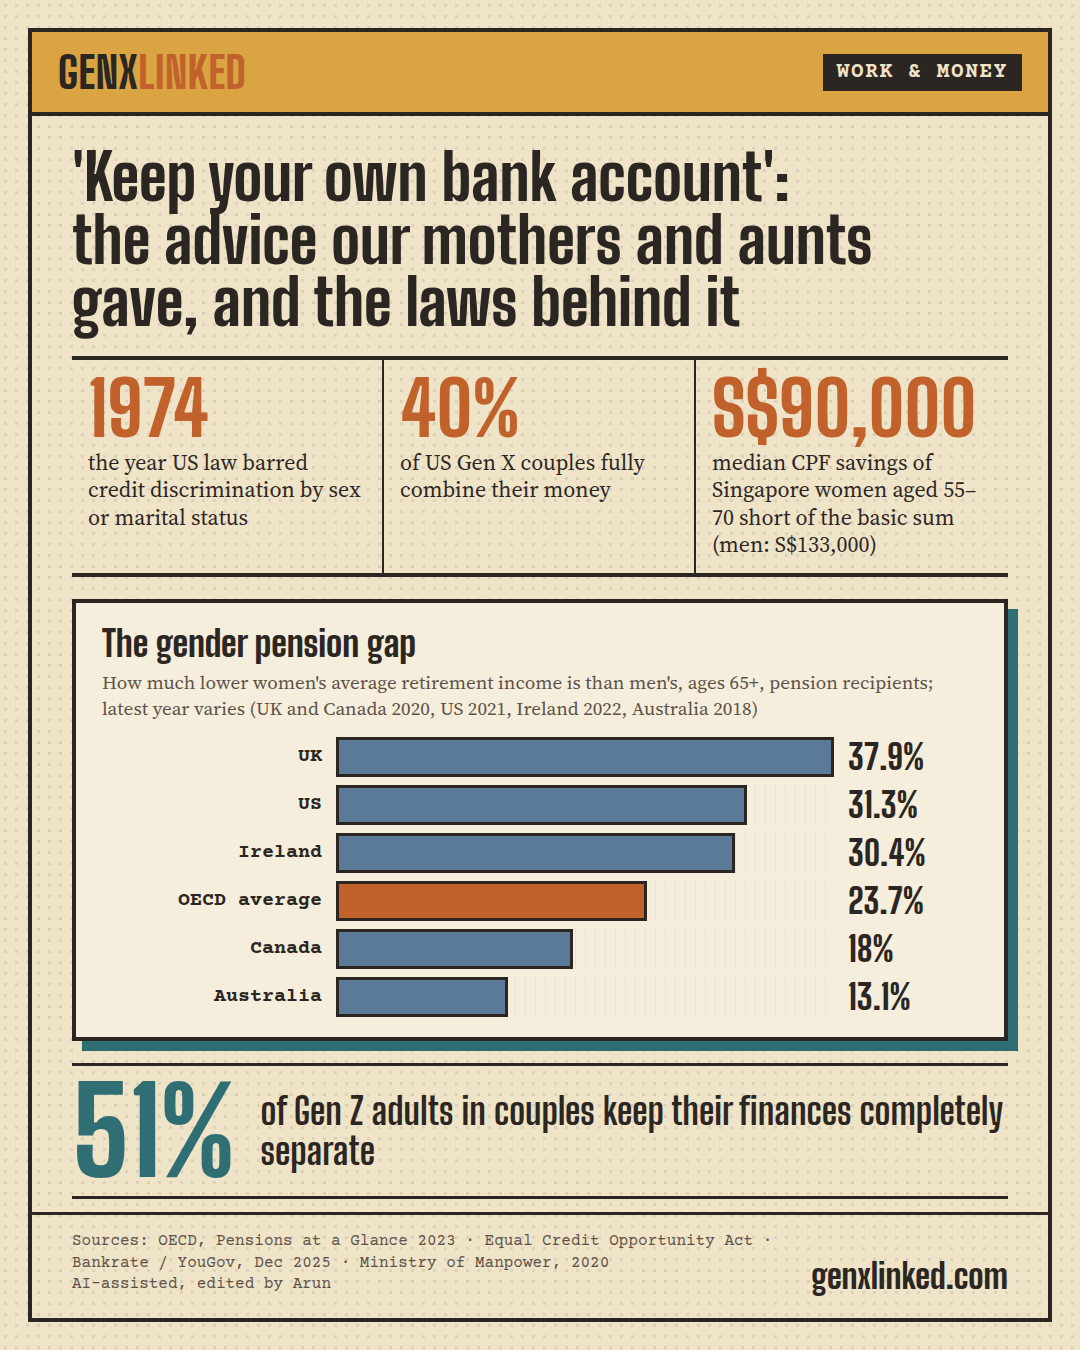 GENXLINKED
WORK & MONEY
'Keep your own bank account':
the advice our mothers and aunts
gave, and the laws behind it
1974
the year US law barred
credit discrimination by sex
or marital status
40%
of US Gen X couples fully
combine their money
S$90,000
median CPF savings of
Singapore women aged 55–
70 short of the basic sum
(men: S$133,000)
The gender pension gap
How much lower women's average retirement income is than men's, ages 65+, pension recipients;
latest year varies (UK and Canada 2020, US 2021, Ireland 2022, Australia 2018)
UK 37.9%
US 31.3%
Ireland 30.4%
OECD average 23.7%
Canada 18%
Australia 13.1%
51%
of Gen Z adults in couples keep their finances completely
separate
Sources: OECD, Pensions at a Glance 2023 · Equal Credit Opportunity Act ·
Bankrate / YouGov, Dec 2025 · Ministry of Manpower, 2020
AI-assisted, edited by Arun
genxlinked.com